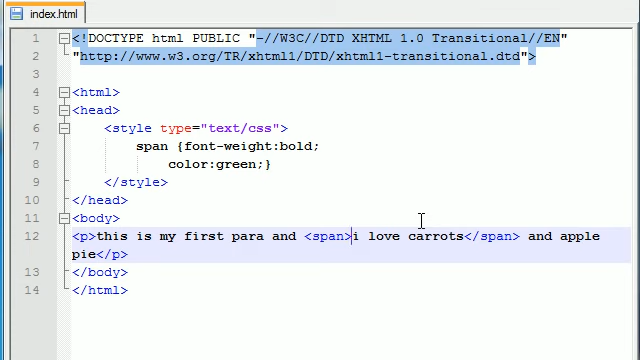 index.html
1 <!DOCTYPE html PUBLIC "-//W3C//DTD XHTML 1.0 Transitional//EN"
2 "http://www.w3.org/TR/xhtml1/DTD/xhtml1-transitional.dtd">
3
4 <html>
5 <head>
6 <style type="text/css">
7 span {font-weight:bold;
8 color:green;}
9 </style>
10 </head>
11 <body>
12 <p>this is my first para and <span>i love carrots</span> and apple
pie</p>
13 </body>
14 </html>